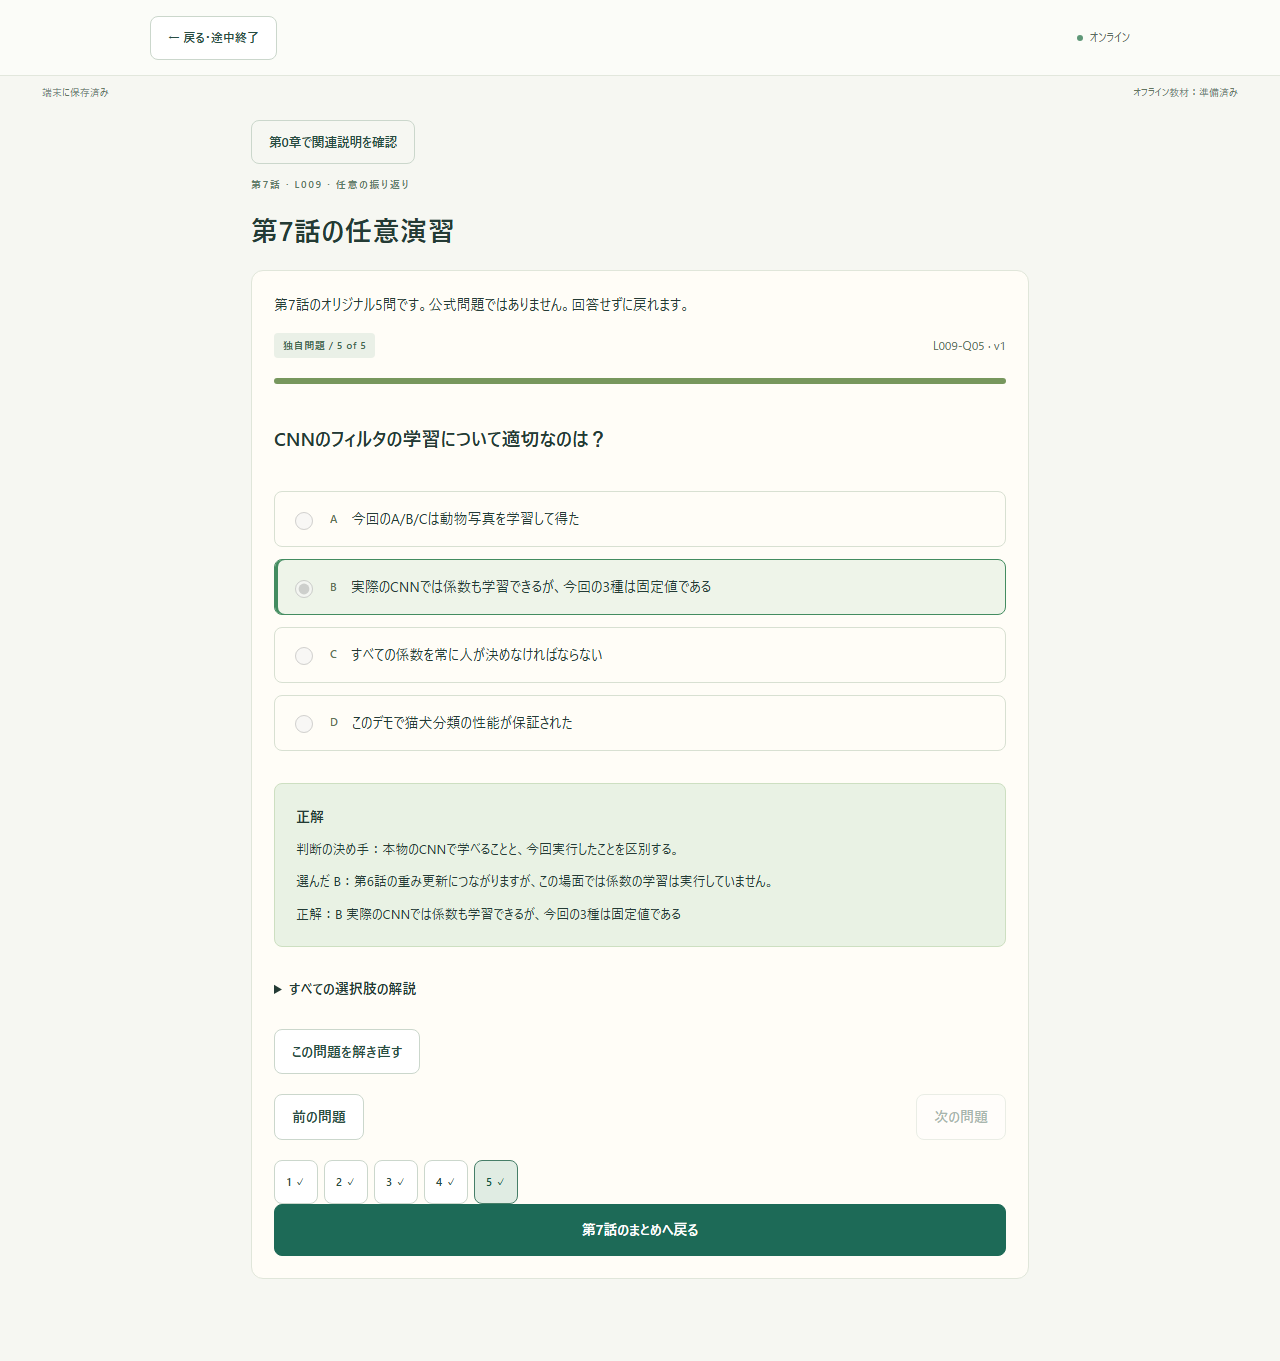 ← 戻る・途中終了
オンライン
端末に保存済み
オフライン教材：準備済み
第0章で関連説明を確認
第7話 · L009 · 任意の振り返り
第7話の任意演習
第7話のオリジナル5問です。公式問題ではありません。回答せずに戻れます。
独自問題 / 5 of 5
L009-Q05 · v1
CNNのフィルタの学習について適切なのは？
A 今回のA/B/Cは動物写真を学習して得た
B 実際のCNNでは係数も学習できるが、今回の3種は固定値である
C すべての係数を常に人が決めなければならない
D このデモで猫犬分類の性能が保証された
正解
判断の決め手：本物のCNNで学べることと、今回実行したことを区別する。
選んだ B：第6話の重み更新につながりますが、この場面では係数の学習は実行していません。
正解：B 実際のCNNでは係数も学習できるが、今回の3種は固定値である
▶ すべての選択肢の解説
この問題を解き直す
前の問題
次の問題
1 ✓ 2 ✓ 3 ✓ 4 ✓ 5 ✓
第7話のまとめへ戻る